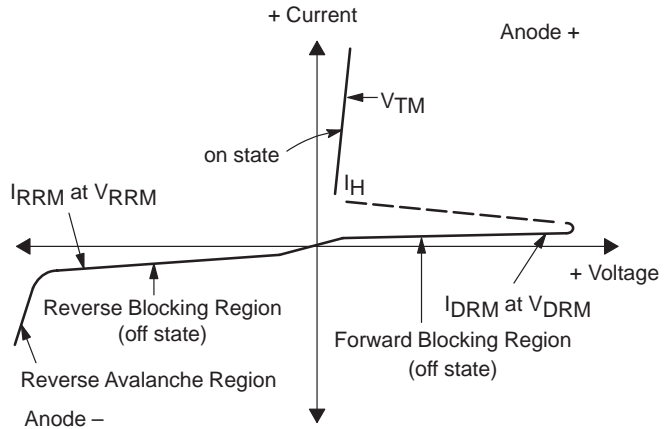 + Current
Anode +
VTM
on state
IH
IRRM at VRRM
+ Voltage
IDRM at VDRM
Reverse Blocking Region
(off state)
Forward Blocking Region
(off state)
Reverse Avalanche Region
Anode –